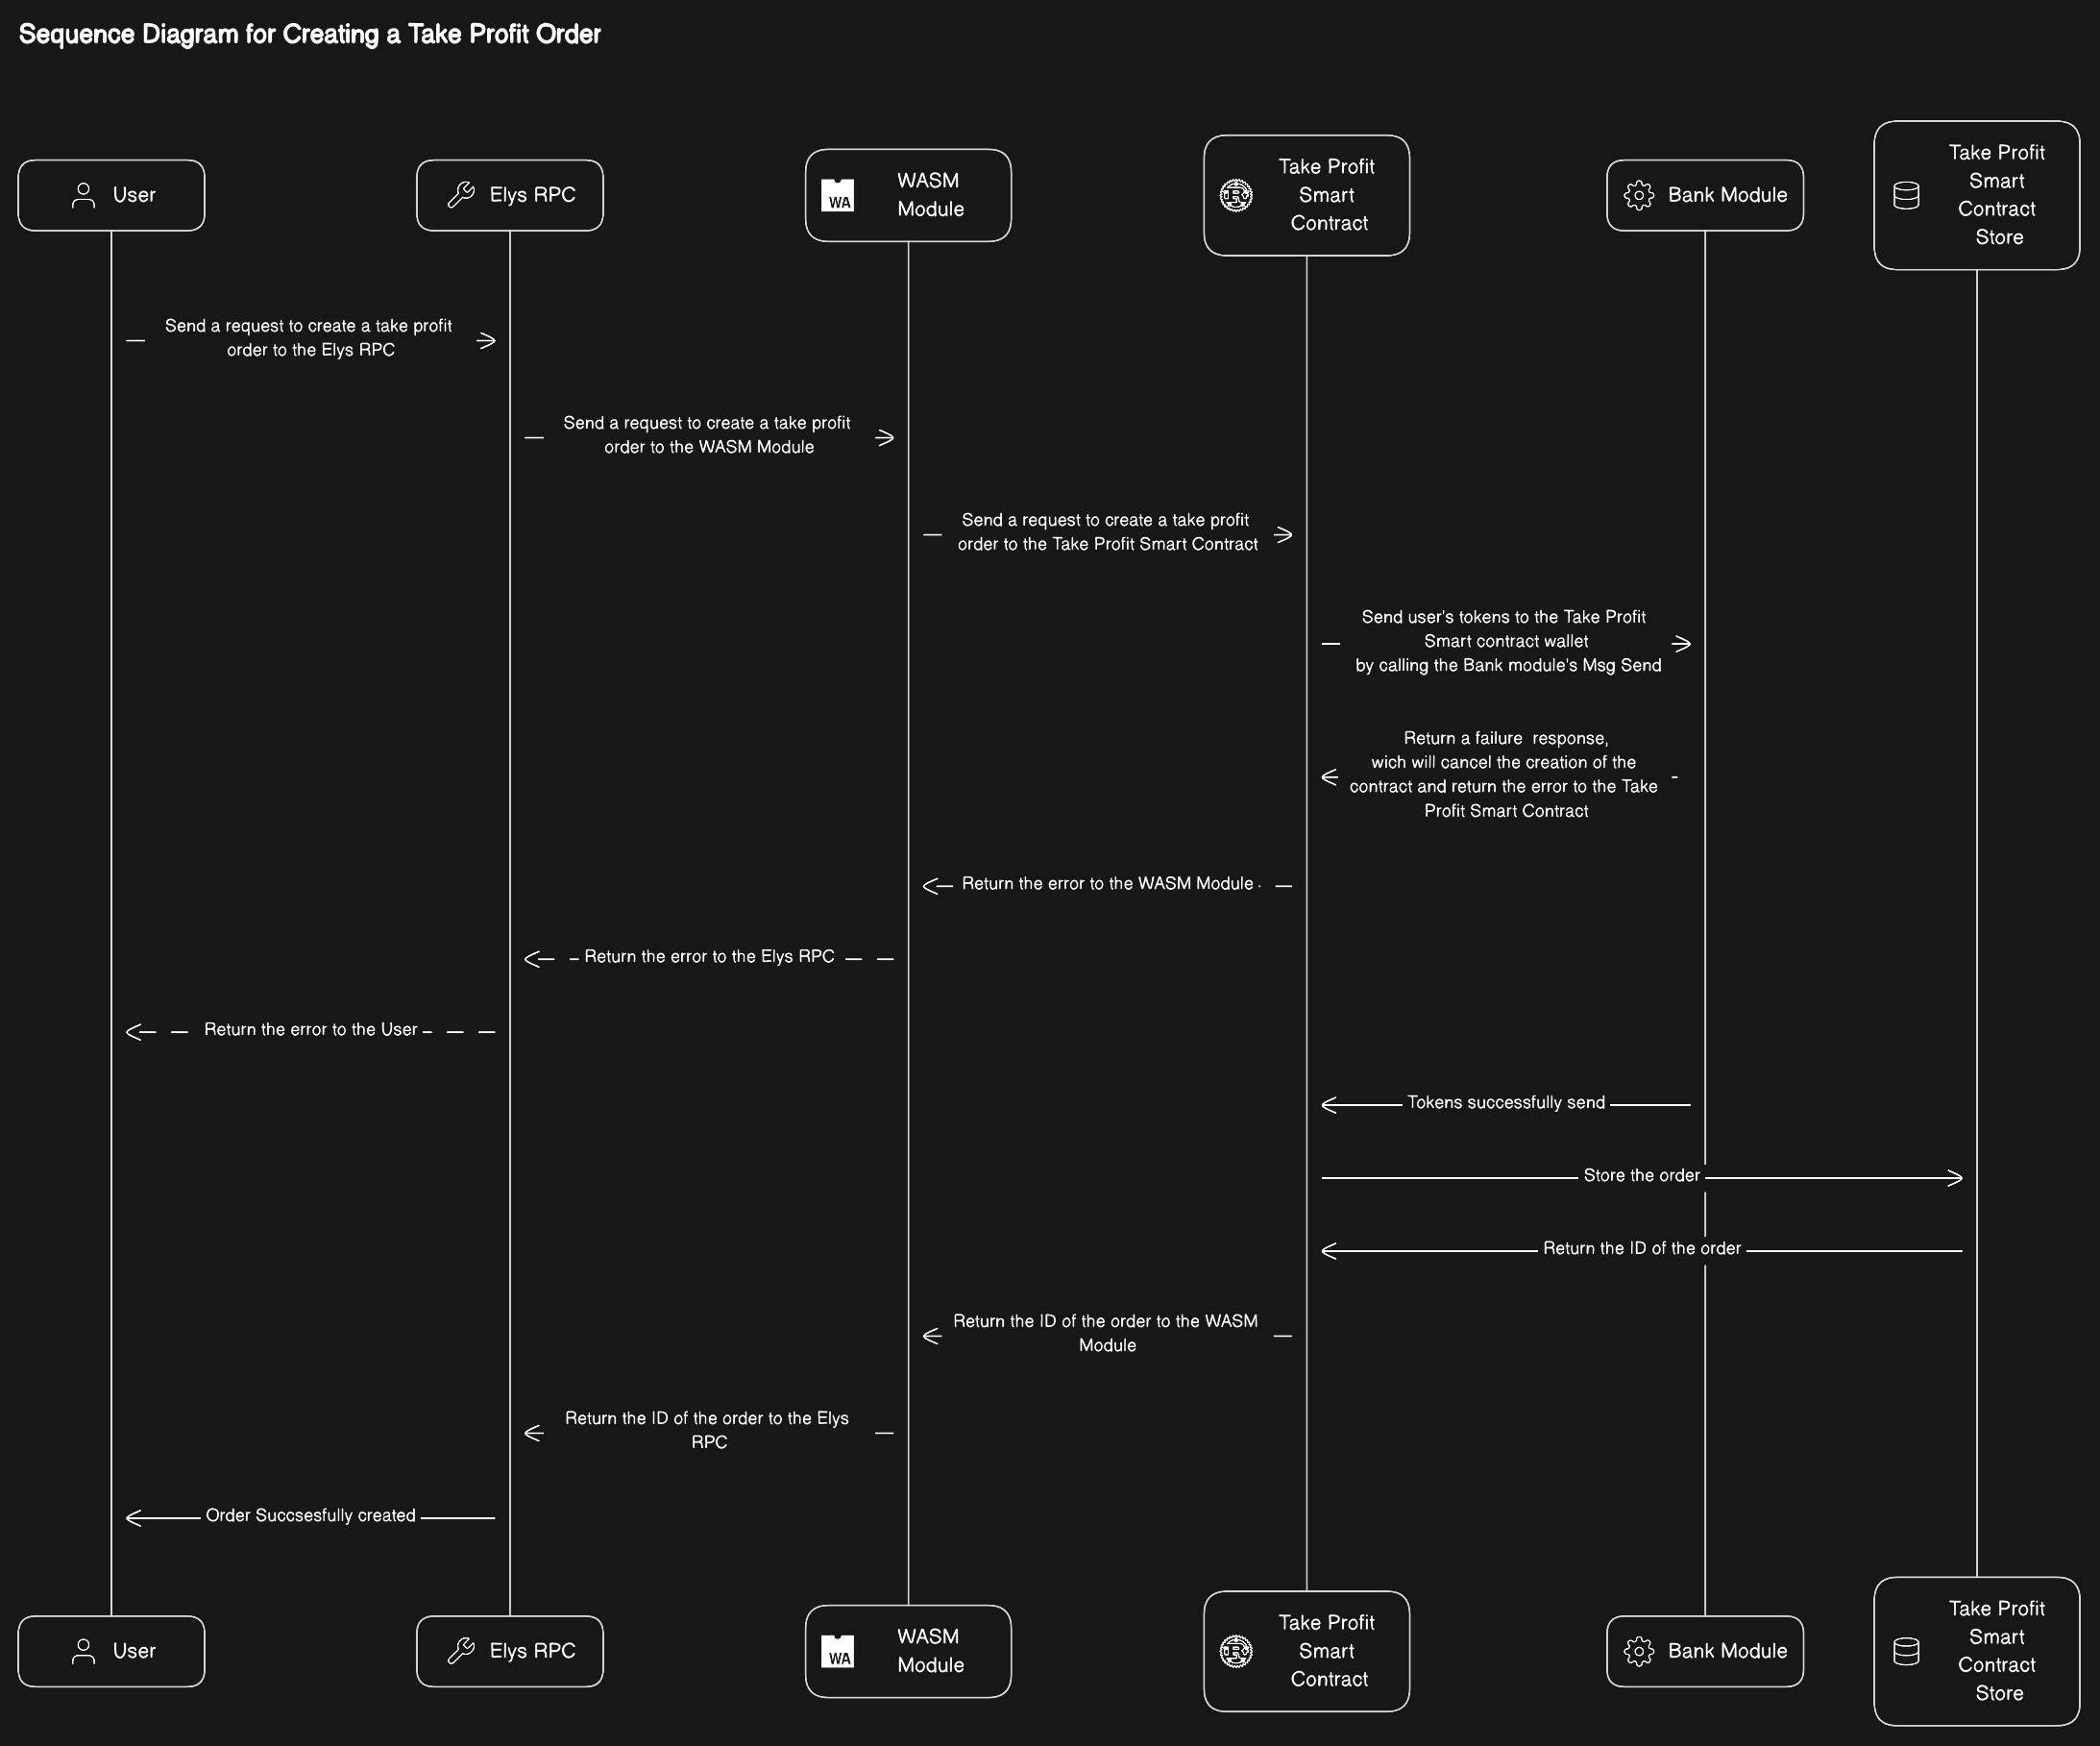 Sequence Diagram for Creating a Take Profit Order
User
Elys RPC
WASM
Module
WA
Take Profit
Smart
Contract
Bank Module
Take Profit
Smart
Contract
Store
Send a request to create a take profit
order to the Elys RPC
Send a request to create a take profit
order to the WASM Module
Send a request to create a take profit
order to the Take Profit Smart Contract
Send user's tokens to the Take Profit
Smart contract wallet
by calling the Bank module's Msg Send
Return a failure  response,
wich will cancel the creation of the
contract and return the error to the Take
Profit Smart Contract
Return the error to the WASM Module
Return the error to the Elys RPC
Return the error to the User
Tokens successfully send
Store the order
Return the ID of the order
Return the ID of the order to the WASM
Module
Return the ID of the order to the Elys
RPC
Order Succsesfully created
User
Elys RPC
WASM
Module
WA
Take Profit
Smart
Contract
Bank Module
Take Profit
Smart
Contract
Store